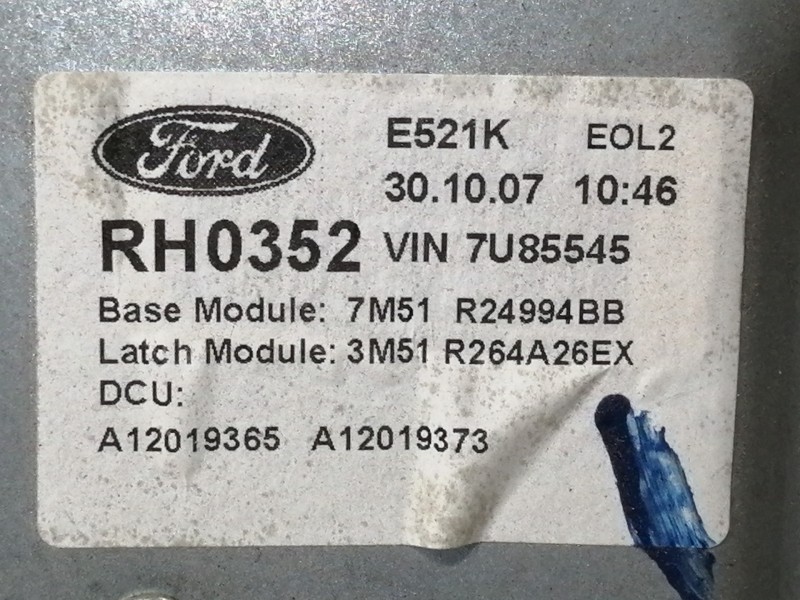 Ford
E521K EOL2
30.10.07 10:46
RH0352 VIN 7U85545
Base Module: 7M51 R24994BB
Latch Module: 3M51 R264A26EX
DCU:
A12019365 A12019373